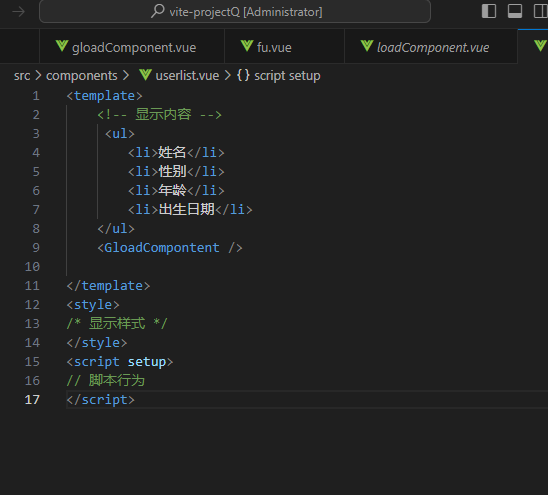 vite-projectQ [Administrator]
gloadComponent.vue fu.vue loadComponent.vue
src > components > userlist.vue > {} script setup
1 <template>
2 <!-- 显示内容 -->
3 <ul>
4 <li>姓名</li>
5 <li>性别</li>
6 <li>年龄</li>
7 <li>出生日期</li>
8 </ul>
9 <GloadCompontent />
10
11 </template>
12 <style>
13 /* 显示样式 */
14 </style>
15 <script setup>
16 // 脚本行为
17 </script>